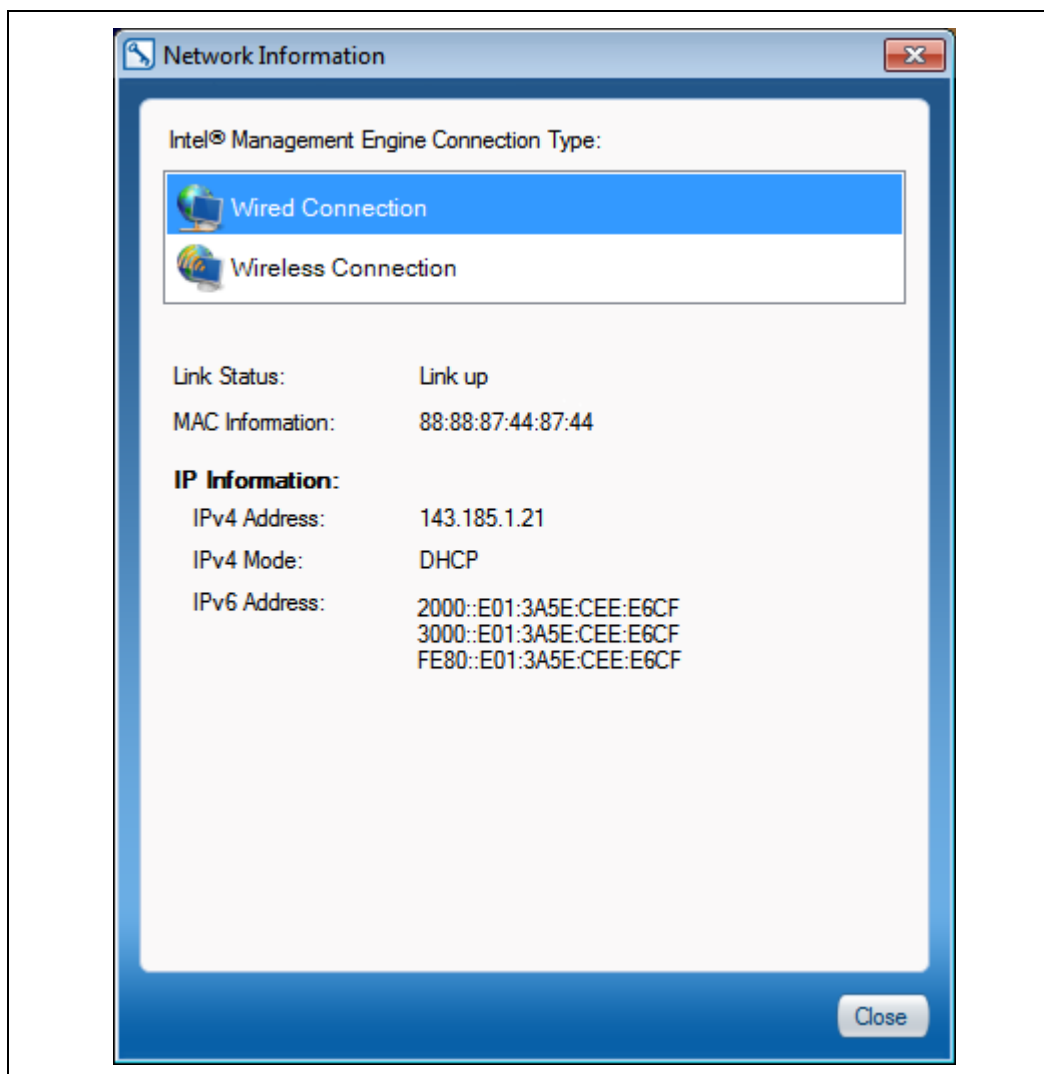 Network Information
Intel® Management Engine Connection Type:
Wired Connection
Wireless Connection
Link Status: Link up
MAC Information: 88:88:87:44:87:44
IP Information:
IPv4 Address: 143.185.1.21
IPv4 Mode: DHCP
IPv6 Address: 2000::E01:3A5E:CEE:E6CF
3000::E01:3A5E:CEE:E6CF
FE80::E01:3A5E:CEE:E6CF
Close